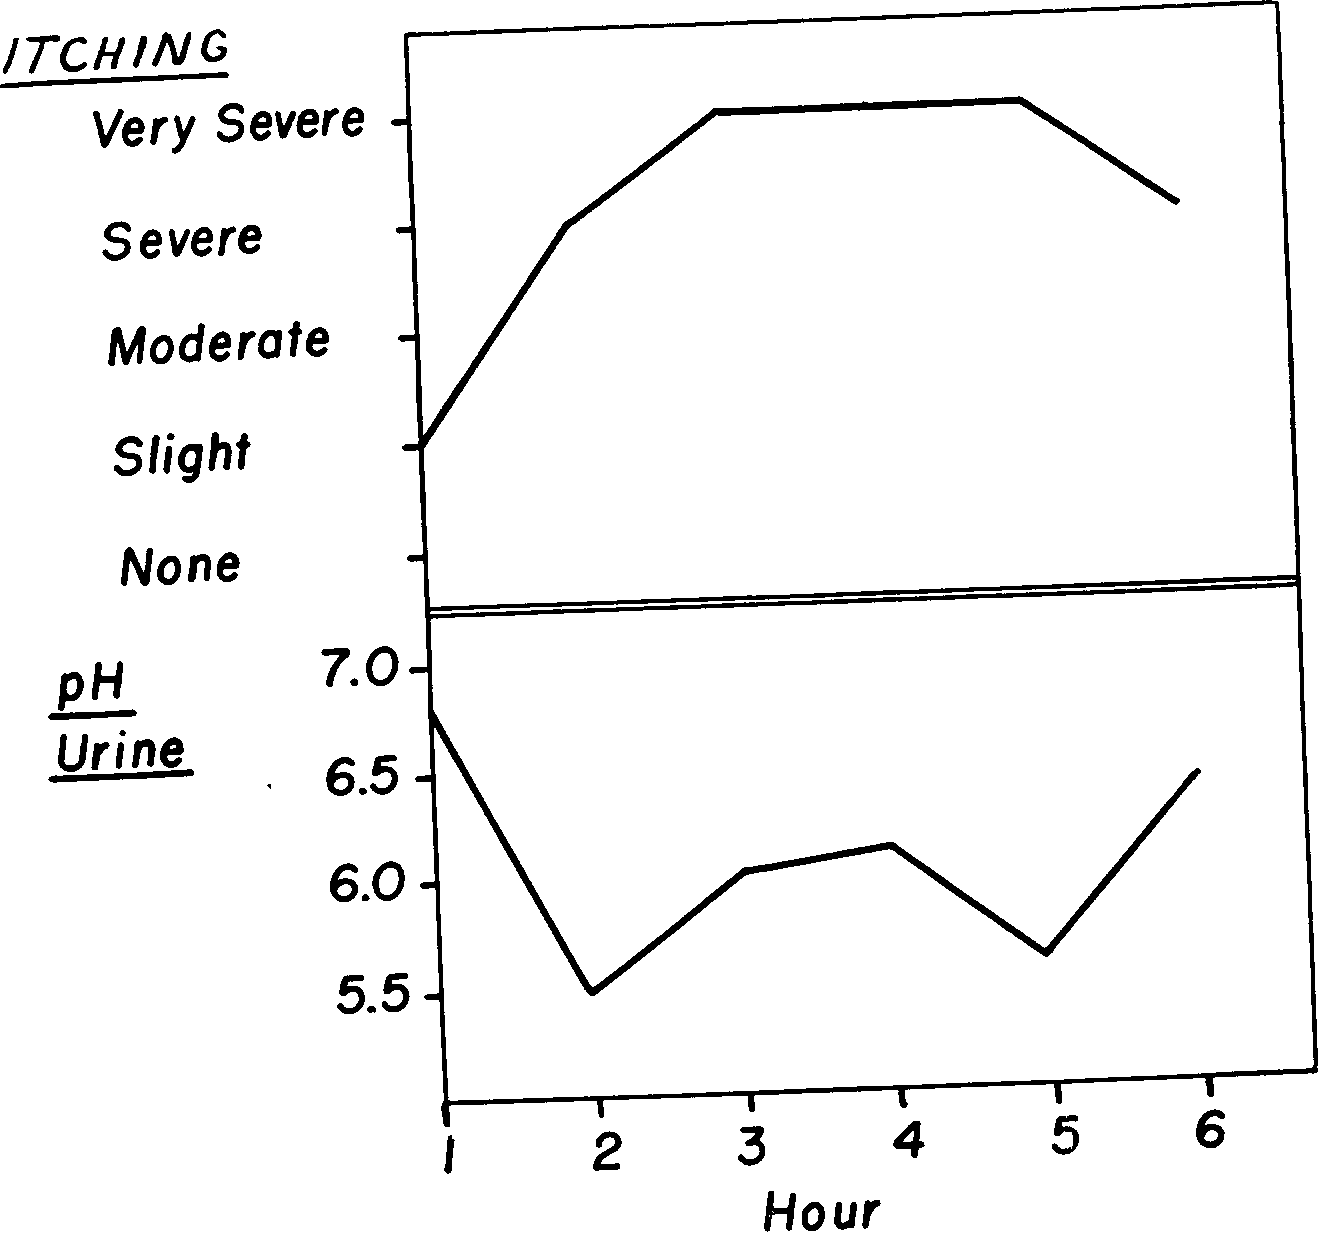 ITCHING
Very Severe
Severe
Moderate
Slight
None
pH
Urine
7.0
6.5
6.0
5.5
1 2 3 4 5 6
Hour